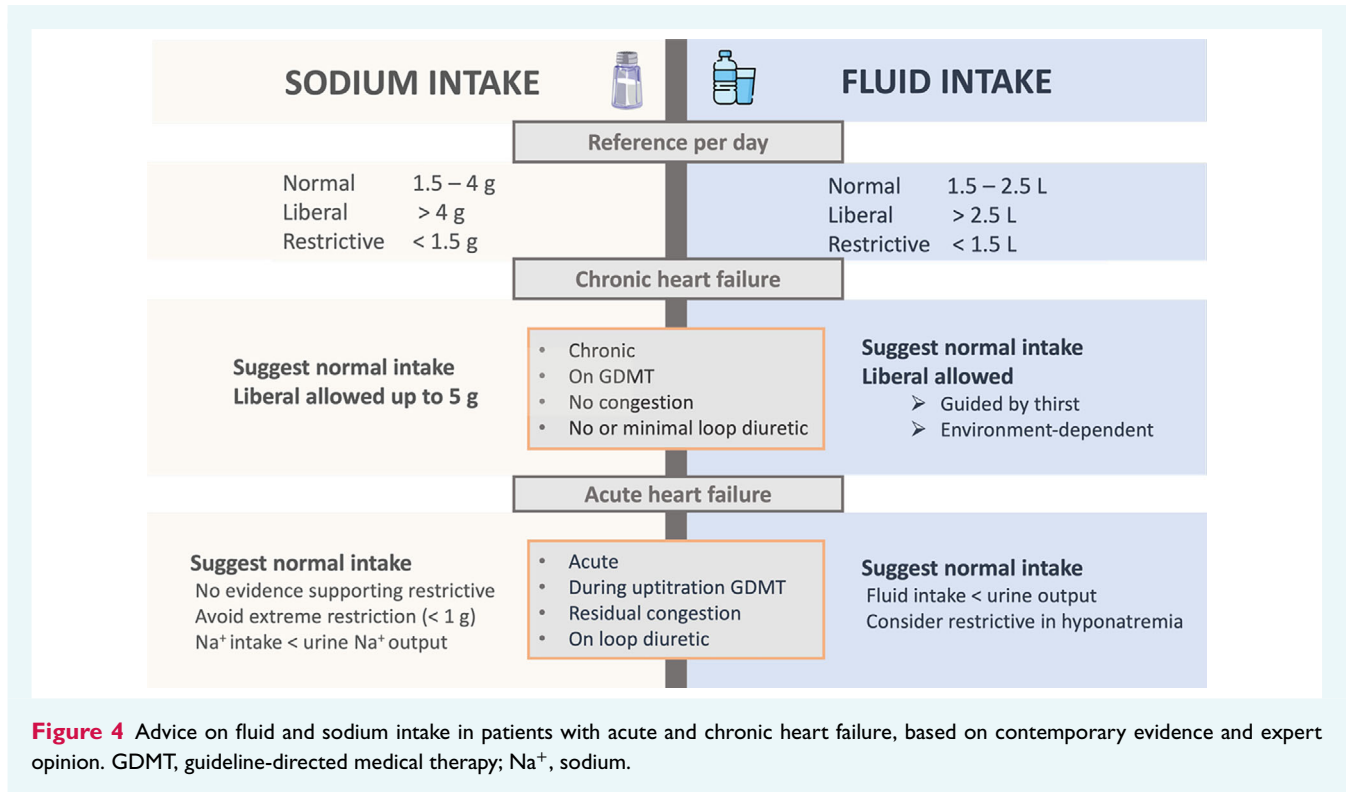 SODIUM INTAKE
FLUID INTAKE
Reference per day
Normal 1.5 – 4 g
Liberal > 4 g
Restrictive < 1.5 g
Normal 1.5 – 2.5 L
Liberal > 2.5 L
Restrictive < 1.5 L
Chronic heart failure
Suggest normal intake
Liberal allowed up to 5 g
• Chronic
• On GDMT
• No congestion
• No or minimal loop diuretic
Suggest normal intake
Liberal allowed
➢ Guided by thirst
➢ Environment-dependent
Acute heart failure
Suggest normal intake
No evidence supporting restrictive
Avoid extreme restriction (< 1 g)
Na⁺ intake < urine Na⁺ output
• Acute
• During uptitration GDMT
• Residual congestion
• On loop diuretic
Suggest normal intake
Fluid intake < urine output
Consider restrictive in hyponatremia
Figure 4 Advice on fluid and sodium intake in patients with acute and chronic heart failure, based on contemporary evidence and expert
opinion. GDMT, guideline-directed medical therapy; Na⁺, sodium.